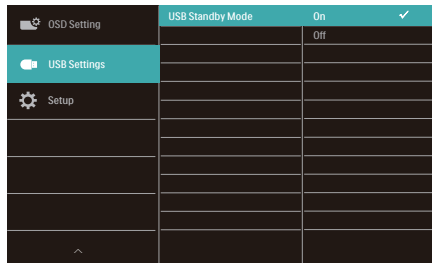 OSD Setting
USB Settings
Setup
USB Standby Mode
On
Off